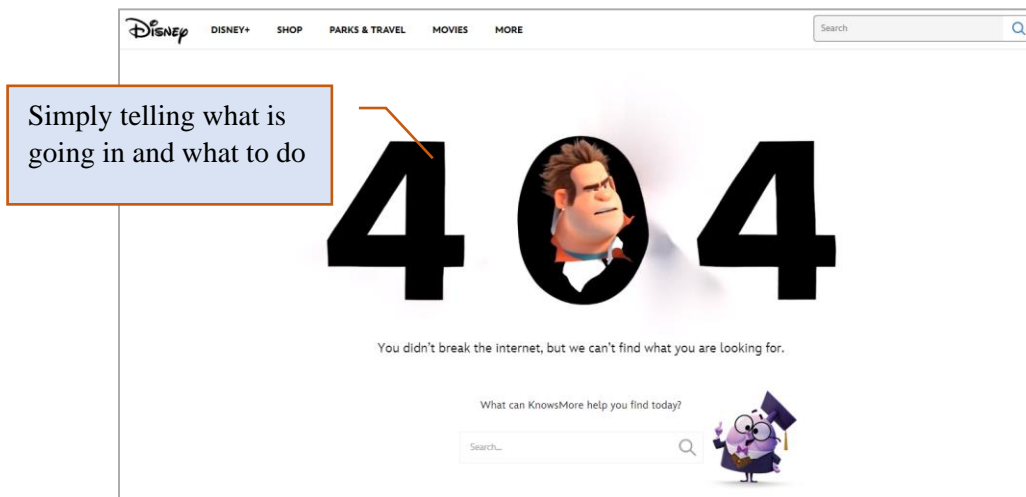 Disney DISNEY+ SHOP PARKS & TRAVEL MOVIES MORE Search
Simply telling what is
going in and what to do
404
You didn't break the internet, but we can't find what you are looking for.
What can KnowsMore help you find today?
Search...